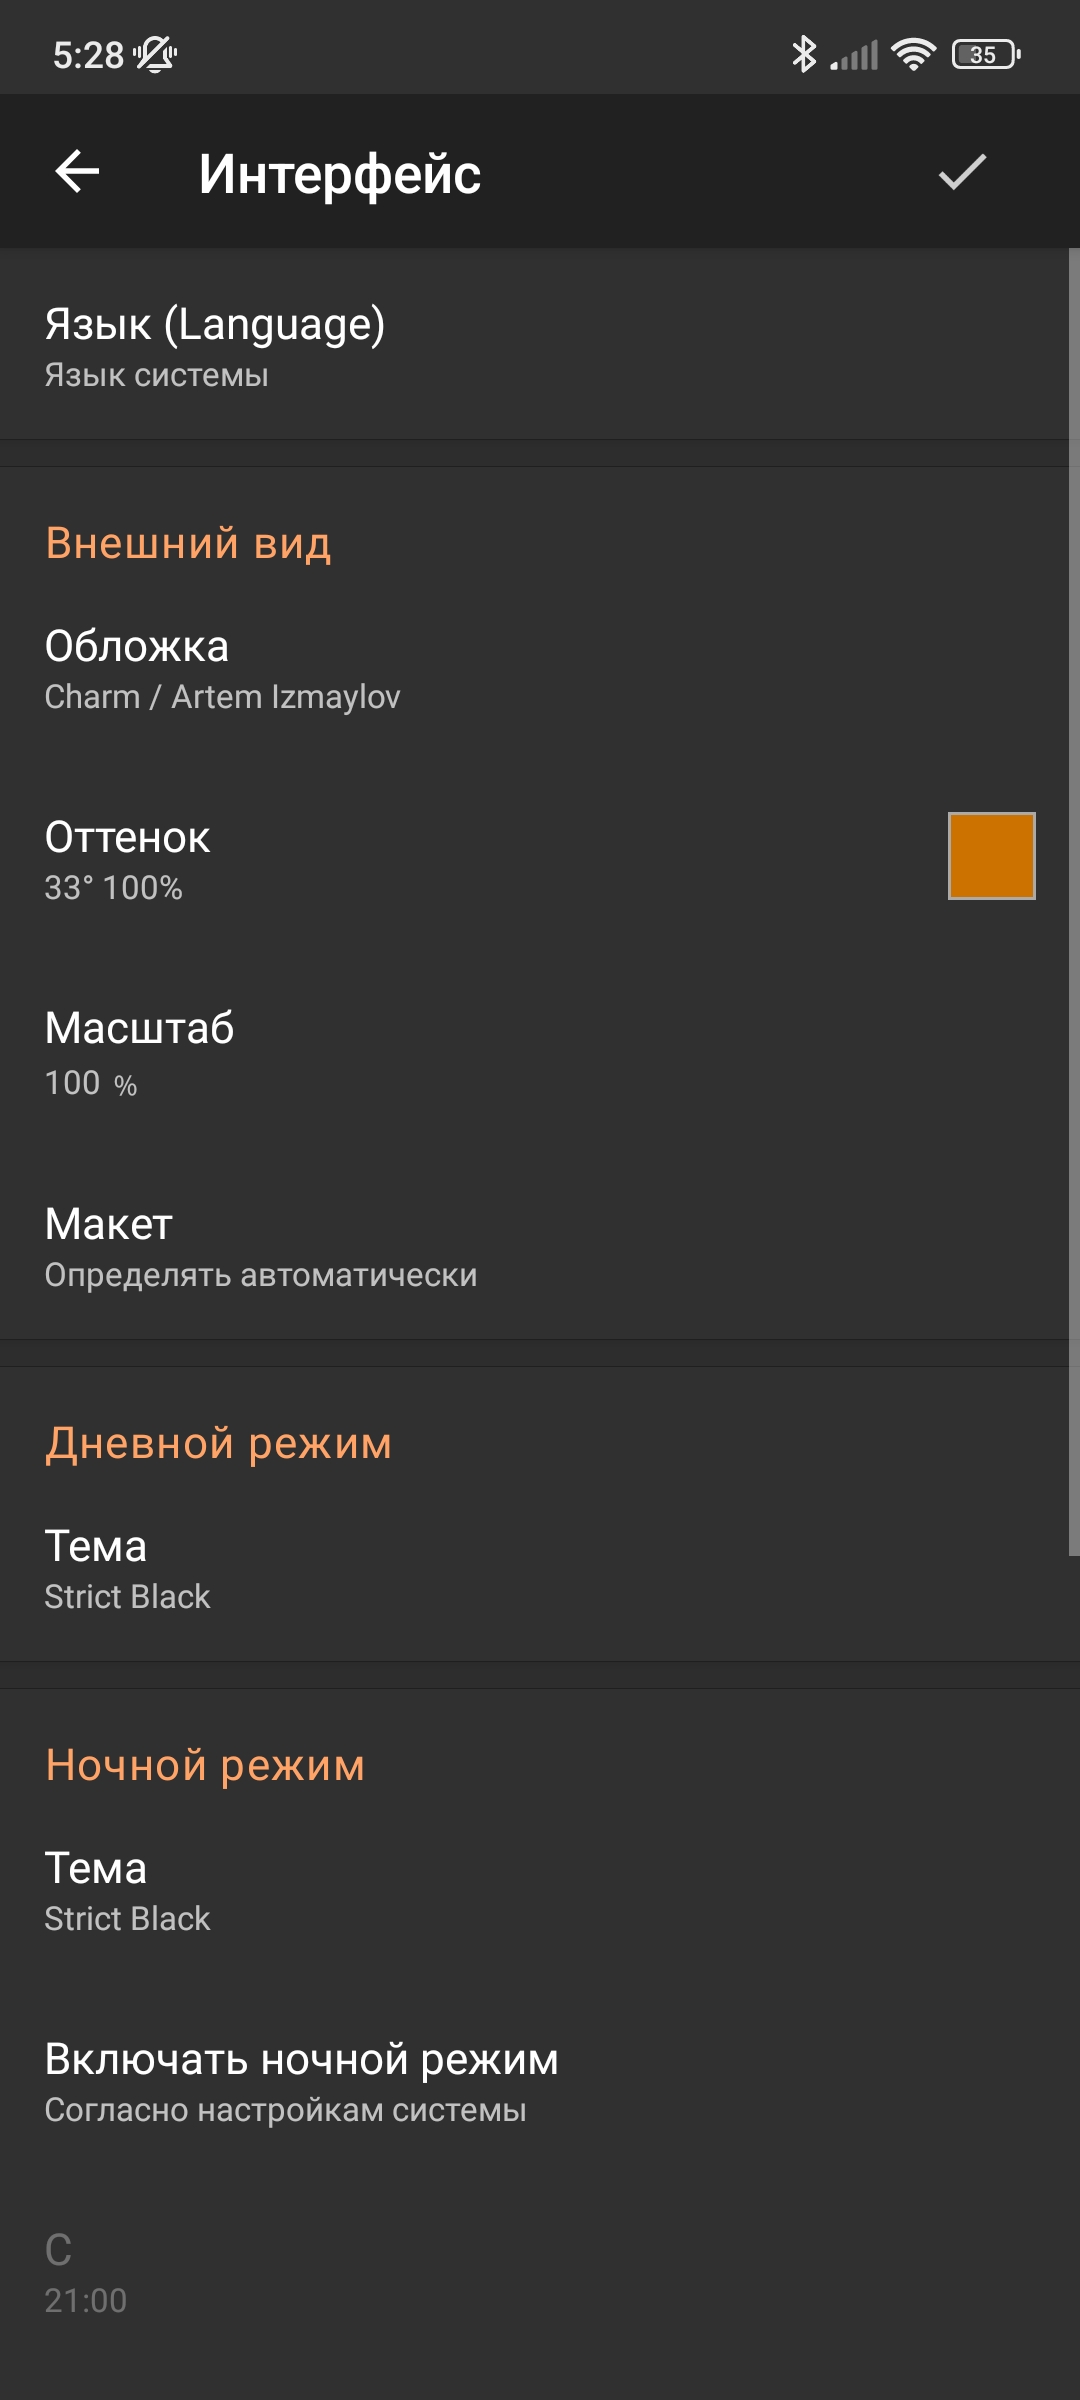 5:28
35
Интерфейс
Язык (Language)
Язык системы
Внешний вид
Обложка
Charm / Artem Izmaylov
Оттенок
33° 100%
Масштаб
100 %
Макет
Определять автоматически
Дневной режим
Тема
Strict Black
Ночной режим
Тема
Strict Black
Включать ночной режим
Согласно настройкам системы
С
21:00